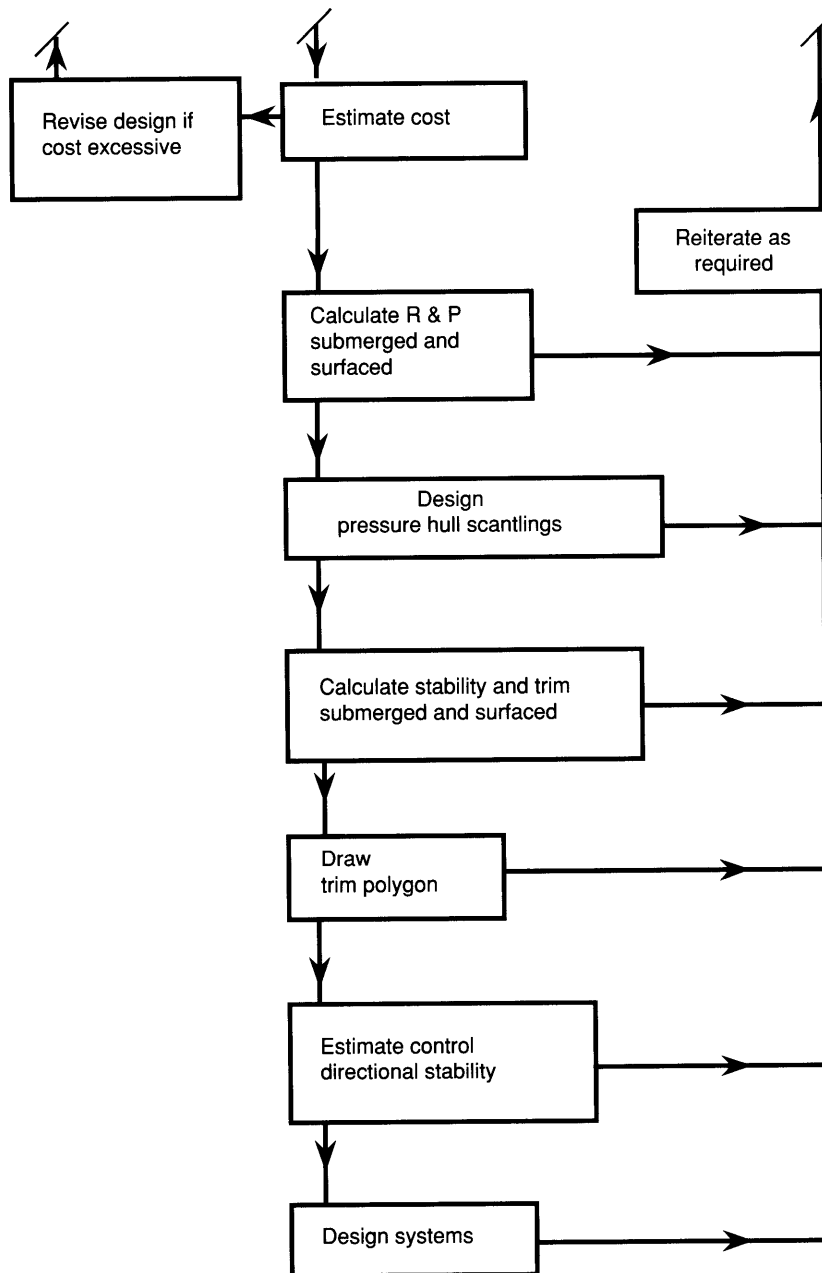 Revise design if
cost excessive
Estimate cost
Reiterate as
required
Calculate R & P
submerged and
surfaced
Design
pressure hull scantlings
Calculate stability and trim
submerged and surfaced
Draw
trim polygon
Estimate control
directional stability
Design systems